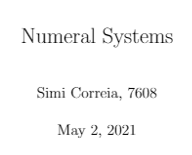 Numeral Systems
Simi Correia, 7608
May 2, 2021